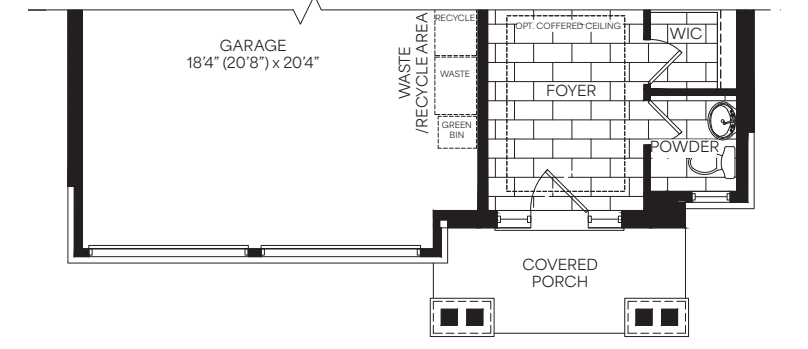 GARAGE
18'4" (20'8") x 20'4"
WASTE
/RECYCLE AREA
RECYCLE
WASTE
GREEN
BIN
OPT. COFFERED CEILING
FOYER
WIC
POWDER
COVERED
PORCH